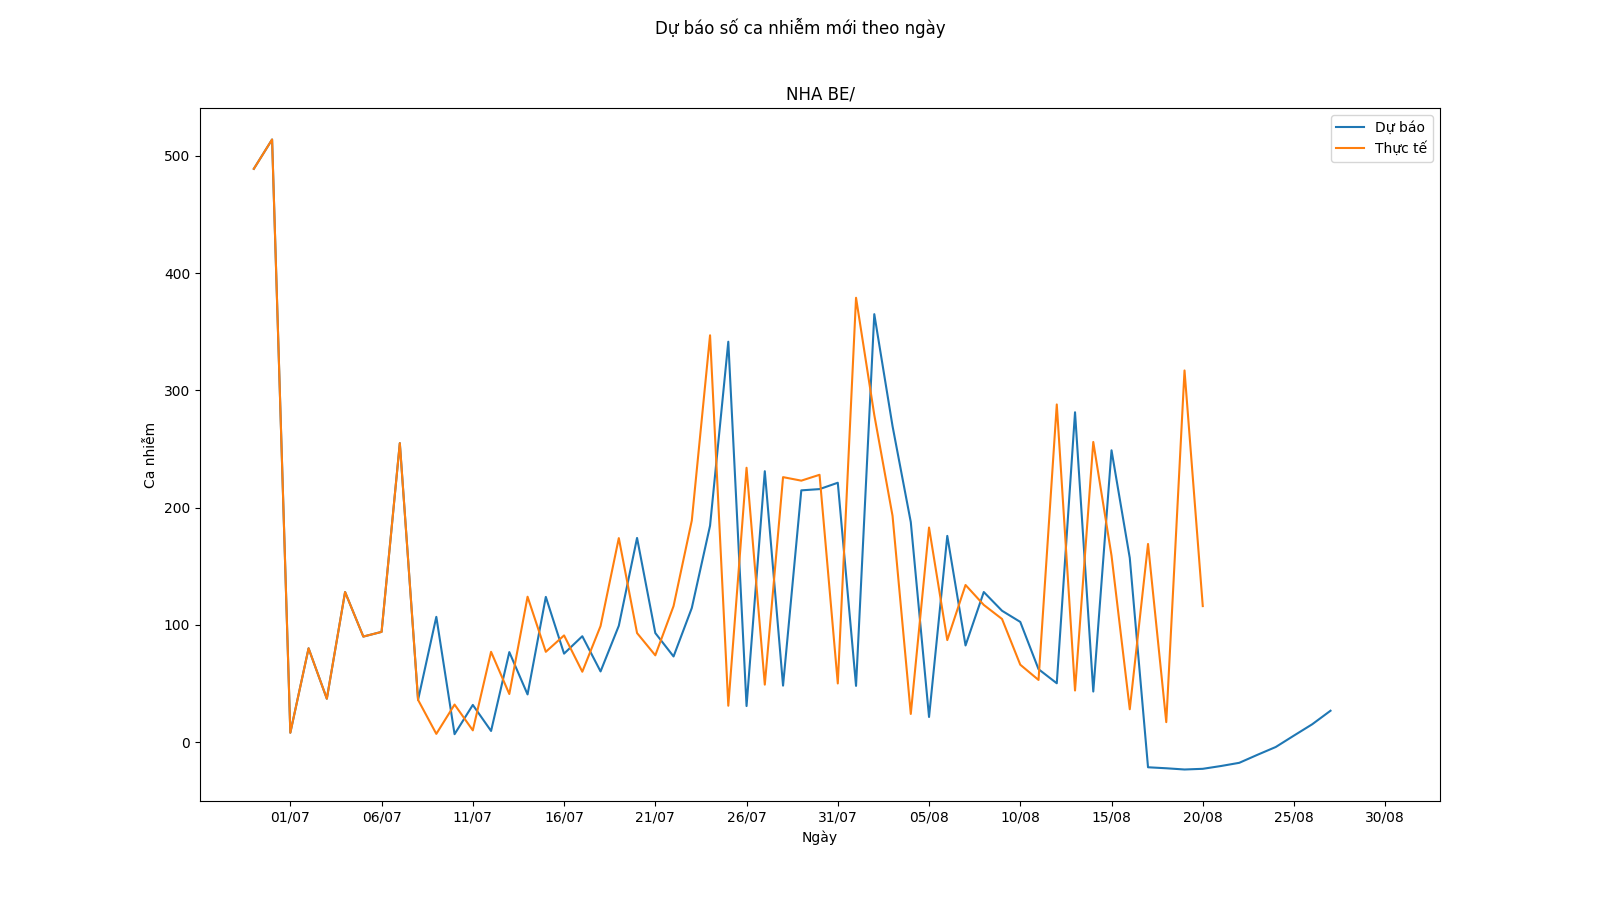 Dự báo số ca nhiễm mới theo ngày
NHA BE/
Dự báo
Thực tế
500
400
300
200
100
0
Ca nhiễm
01/07 06/07 11/07 16/07 21/07 26/07 31/07 05/08 10/08 15/08 20/08 25/08 30/08
Ngày